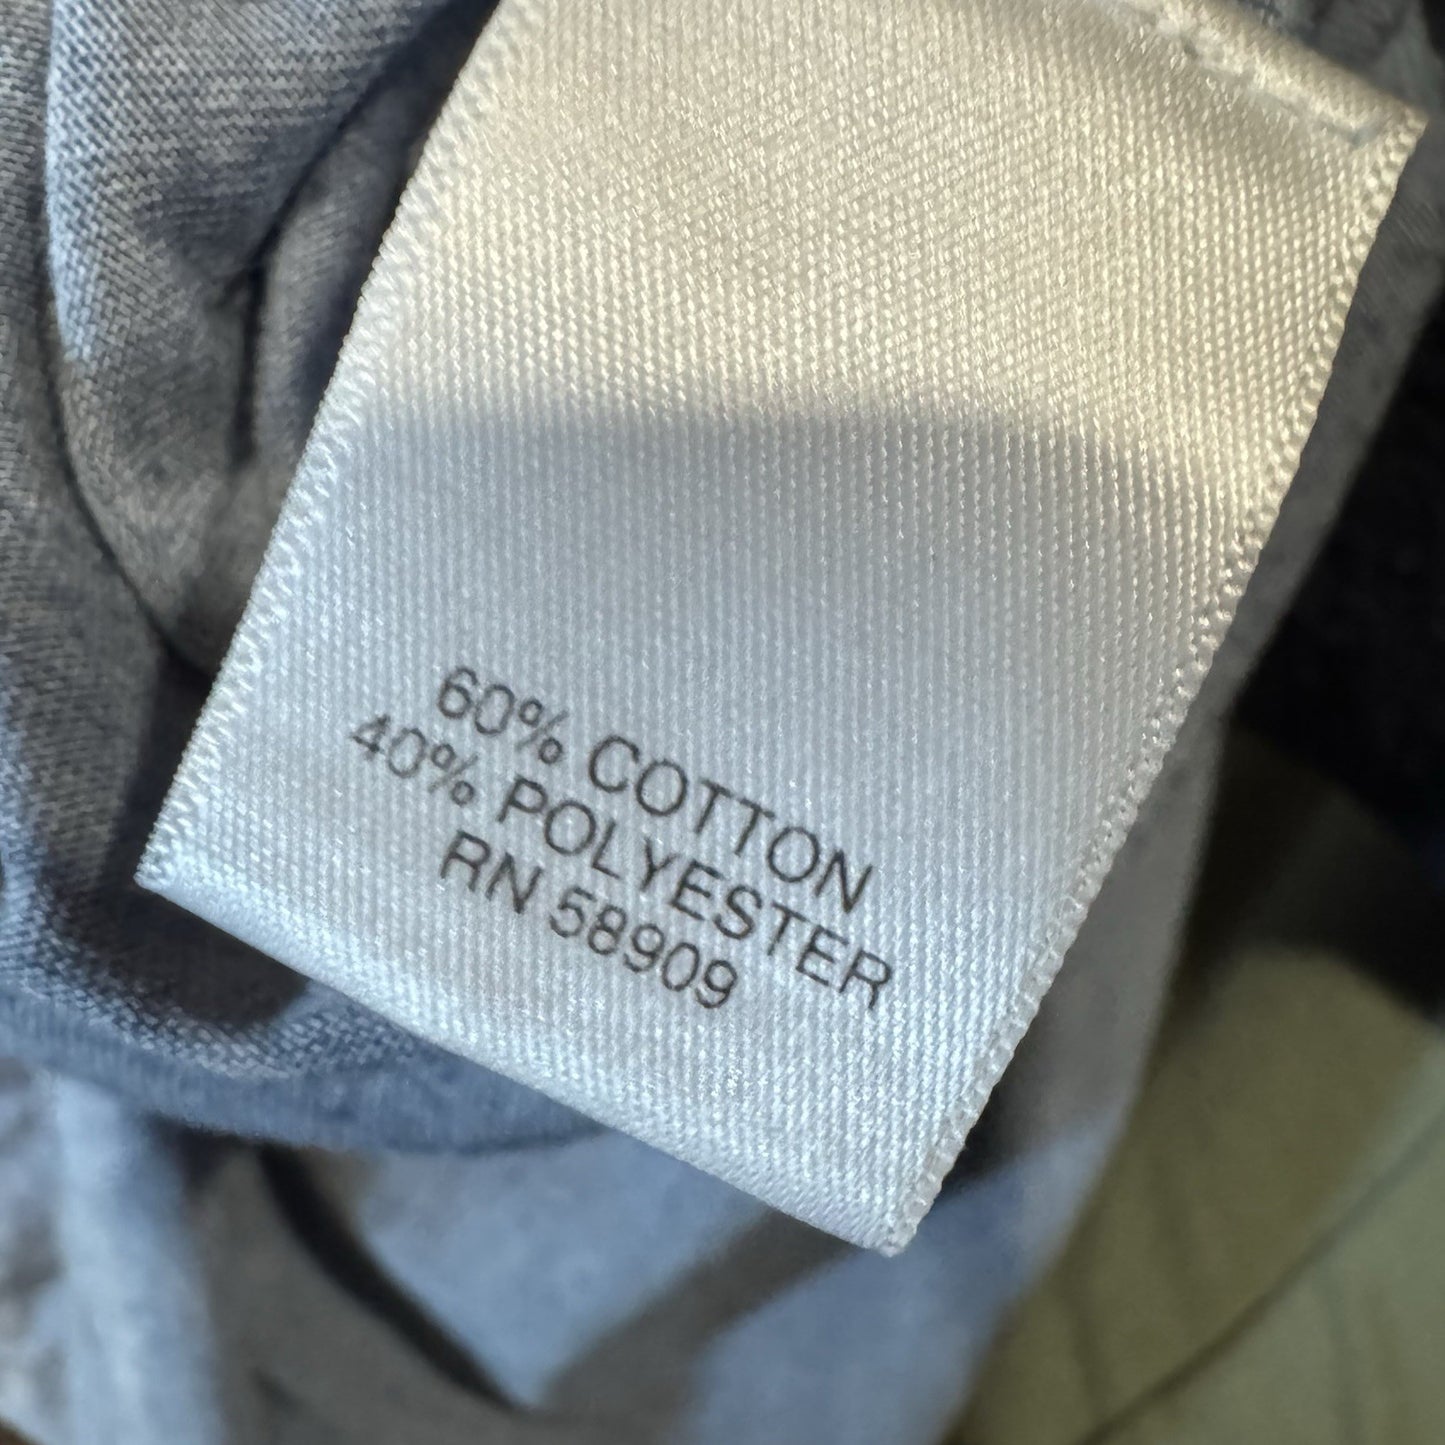 60% COTTON
40% POLYESTER
RN 58909